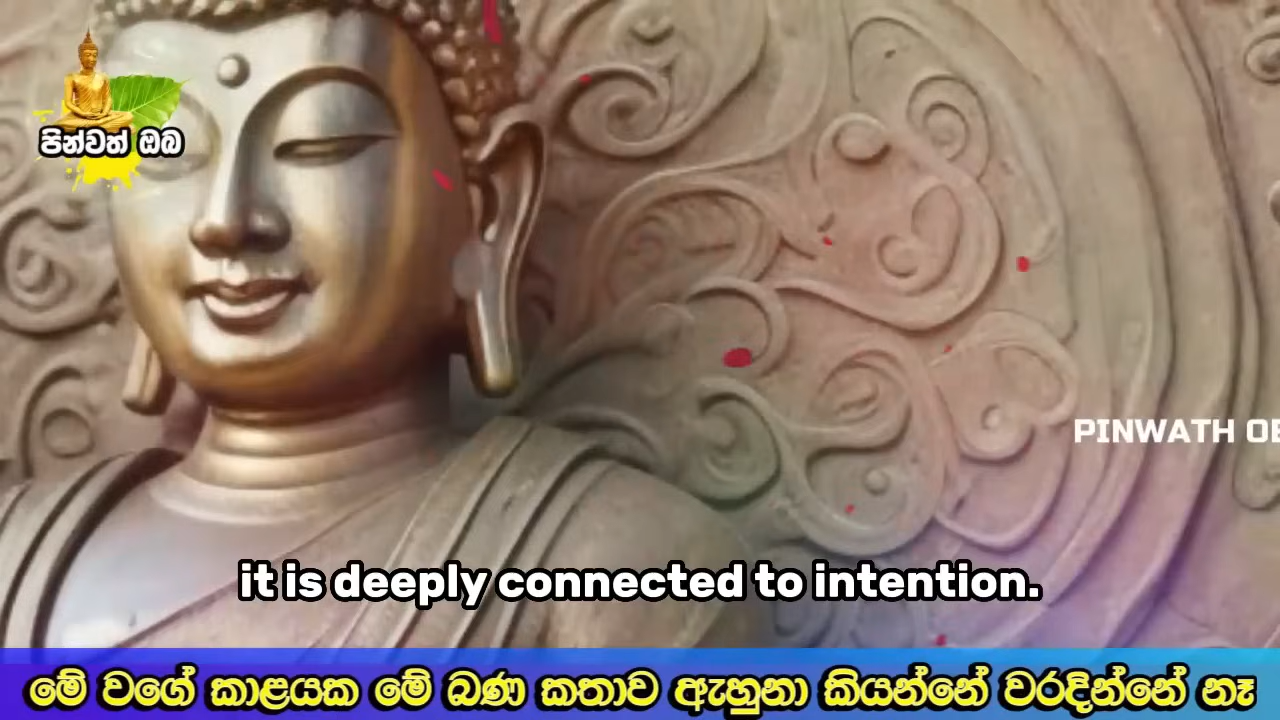 පින්වත් ඔබ
PINWATH OB
it is deeply connected to intention.
මේ වගේ කාළයක මේ බණ කතාව ඇහුනා කියන්නේ වරදින්නේ නෑ